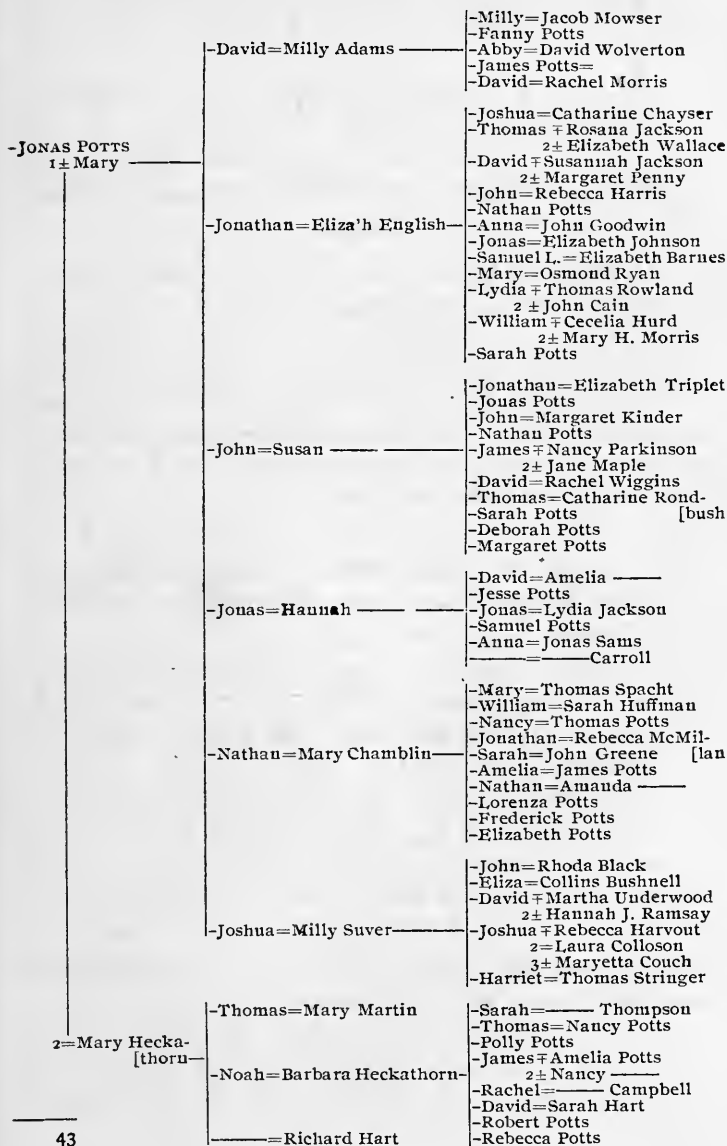 -Milly=Jacob Mowser
-Fanny Potts
-David=Milly Adams ——— -Abby=David Wolverton
-James Potts=
-David=Rachel Morris
-Joshua=Catharine Chayser
-Thomas ∓ Rosana Jackson
-JONAS POTTS 2± Elizabeth Wallace
1± Mary ——— -David∓Susannah Jackson
2± Margaret Penny
-John=Rebecca Harris
-Nathan Potts
-Jonathan=Eliza'h English— -Anna=John Goodwin
-Jonas=Elizabeth Johnson
-Samuel L.=Elizabeth Barnes
-Mary=Osmond Ryan
-Lydia ∓ Thomas Rowland
2 ± John Cain
-William ∓ Cecelia Hurd
2± Mary H. Morris
-Sarah Potts
-Jonathan=Elizabeth Triplet
-Jonas Potts
-John=Margaret Kinder
-Nathan Potts
-John=Susan —— —— -James∓Nancy Parkinson
2± Jane Maple
-David=Rachel Wiggins
-Thomas=Catharine Rond-
-Sarah Potts [bush
-Deborah Potts
-Margaret Potts
-David=Amelia ——
-Jesse Potts
-Jonas=Hannah —— —— -Jonas=Lydia Jackson
-Samuel Potts
-Anna=Jonas Sams
———=———Carroll
-Mary=Thomas Spacht
-William=Sarah Huffman
-Nancy=Thomas Potts
-Jonathan=Rebecca McMil-
-Nathan=Mary Chamblin— -Sarah=John Greene [lan
-Amelia=James Potts
-Nathan=Amanda ——
-Lorenza Potts
-Frederick Potts
-Elizabeth Potts
-John=Rhoda Black
-Eliza=Collins Bushnell
-David∓Martha Underwood
2± Hannah J. Ramsay
-Joshua=Milly Suver—— -Joshua ∓ Rebecca Harvout
2=Laura Colloson
3± Maryetta Couch
-Harriet=Thomas Stringer
-Thomas=Mary Martin -Sarah=—— Thompson
-Thomas=Nancy Potts
2=Mary Hecka- -Polly Potts
[thorn— -James∓Amelia Potts
-Noah=Barbara Heckathorn- 2± Nancy ——
-Rachel=—— Campbell
-David=Sarah Hart
-Robert Potts
43 ———=Richard Hart -Rebecca Potts